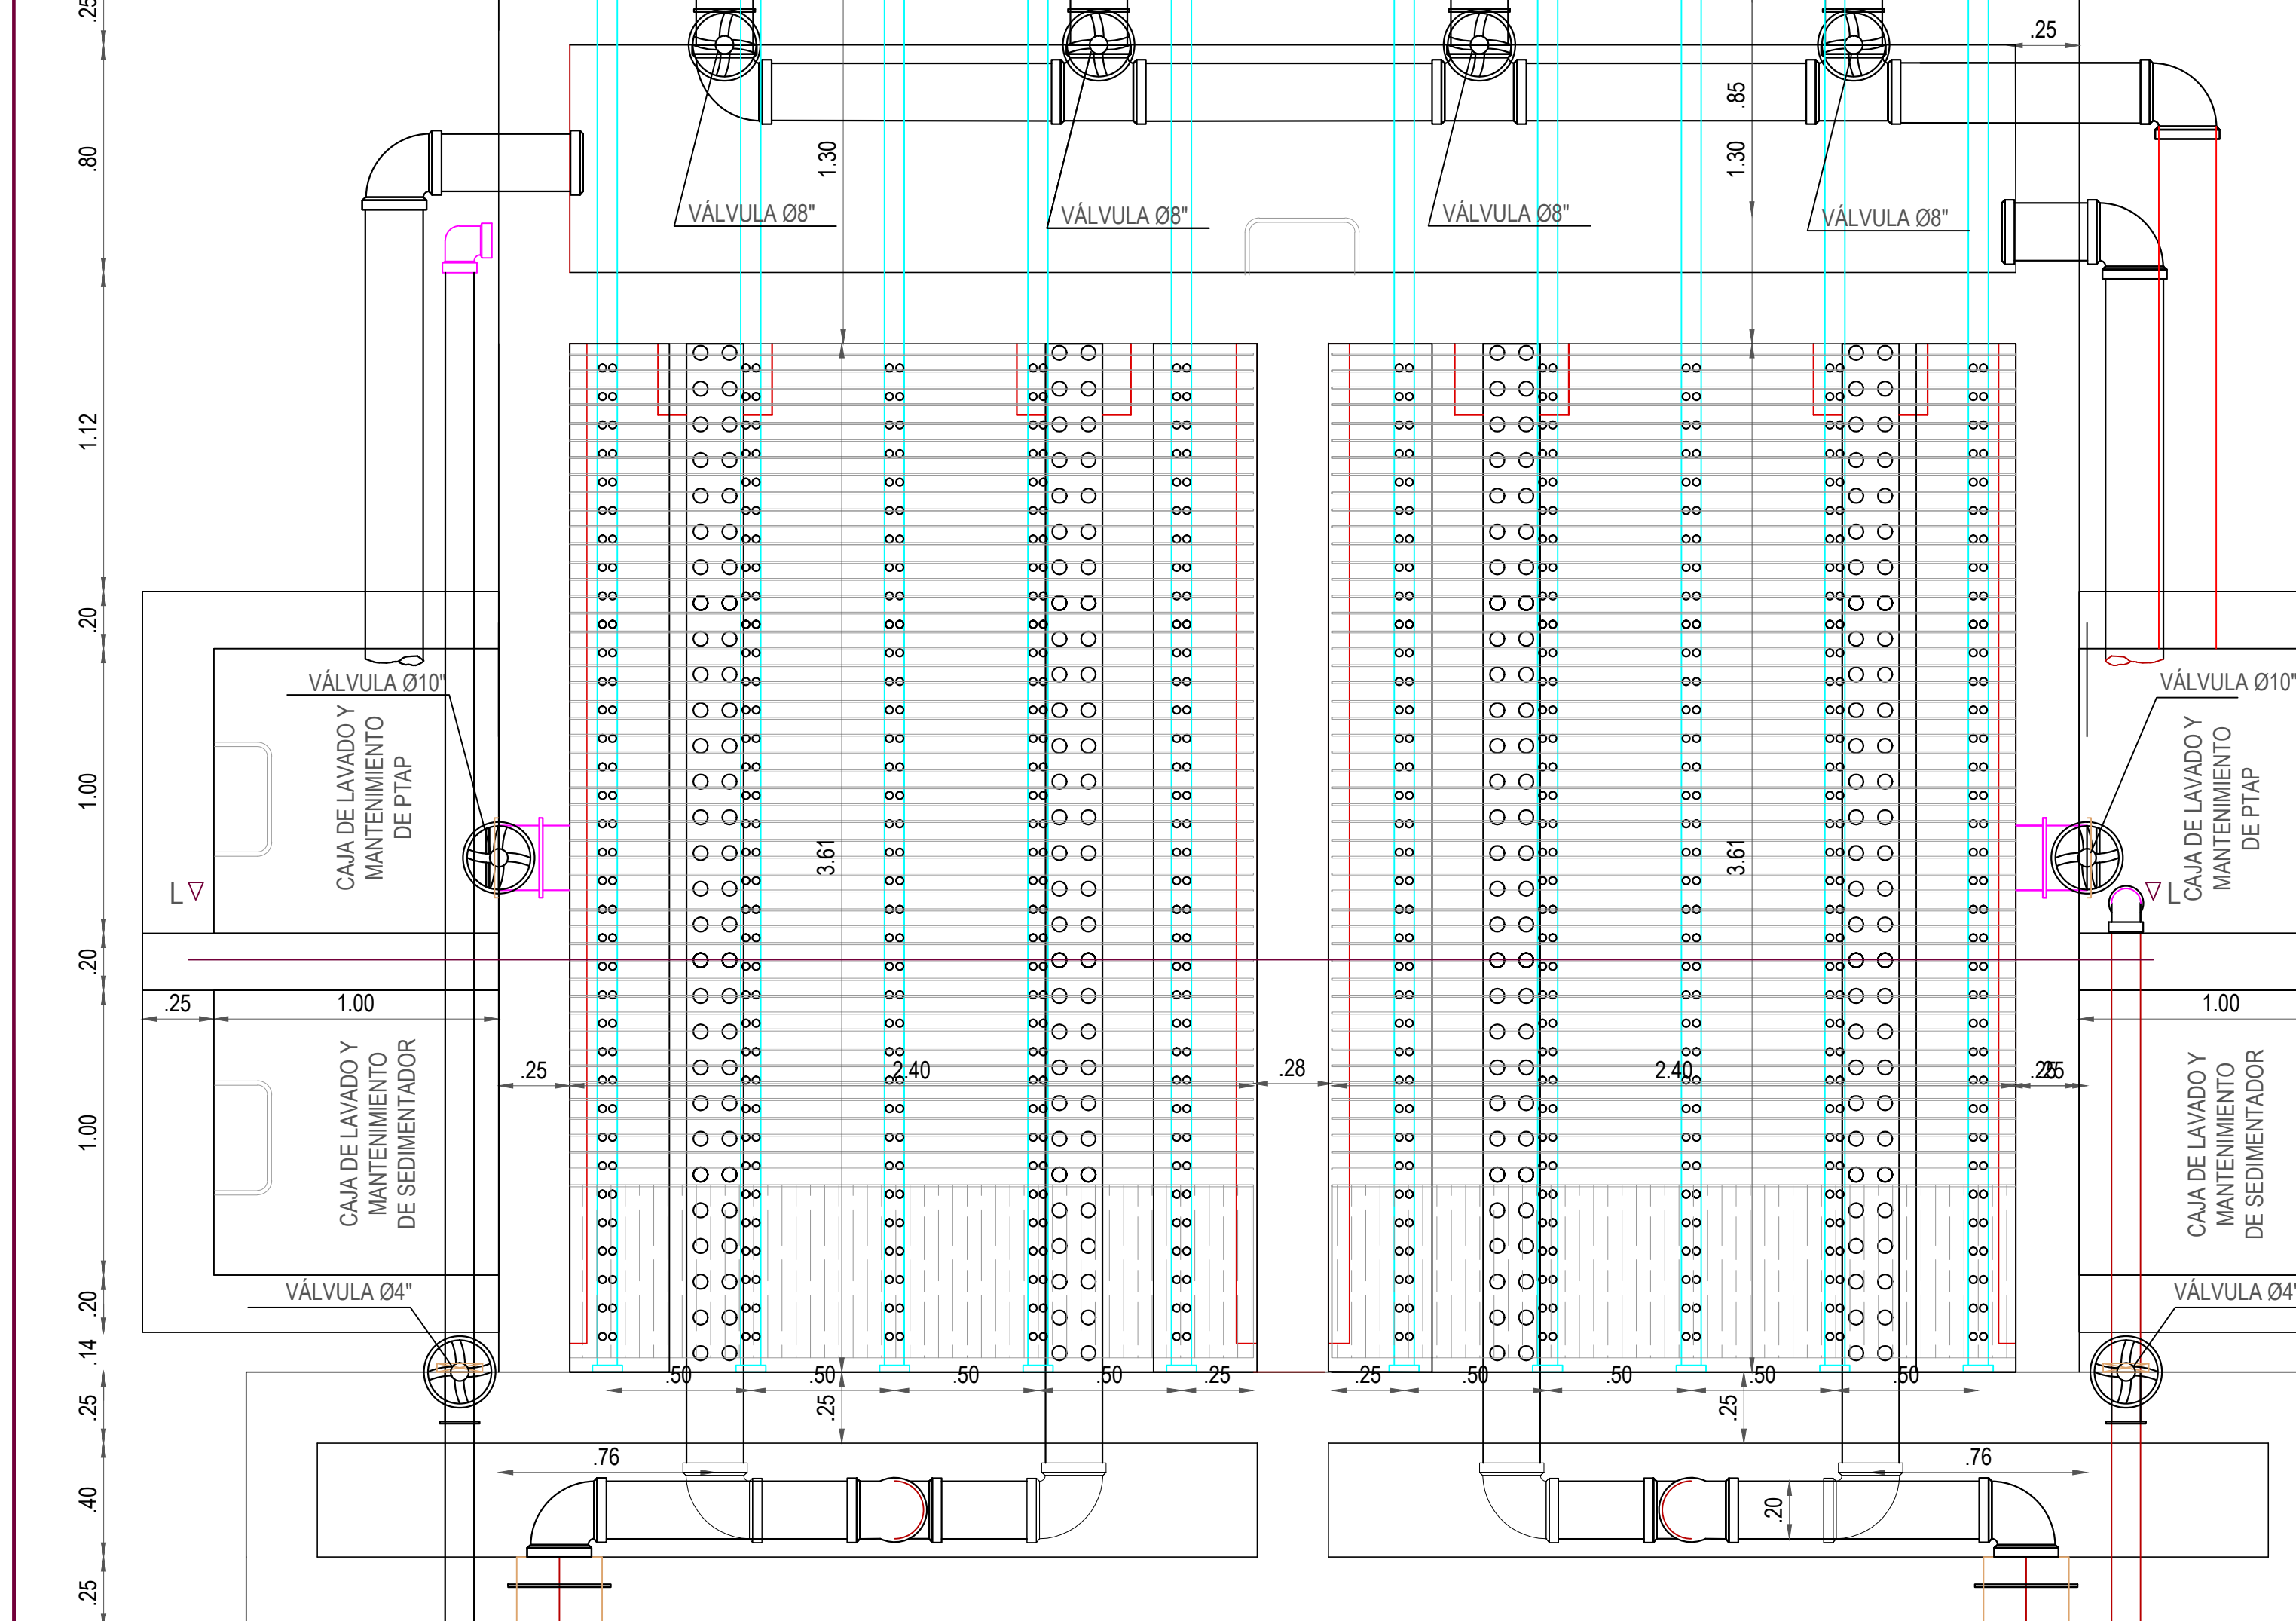 .25
.25
.80
.85
1.30
1.30
VÁLVULA Ø8"
VÁLVULA Ø8"
VÁLVULA Ø8"
VÁLVULA Ø8"
1.12
.20
VÁLVULA Ø10"
VÁLVULA Ø10"
CAJA DE LAVADO Y
MANTENIMIENTO
DE PTAP
CAJA DE LAVADO Y
MANTENIMIENTO
DE PTAP
1.00
3.61
3.61
L
L
.20
.25
1.00
1.00
.25
2.40
.28
2.40
.25
.25
CAJA DE LAVADO Y
MANTENIMIENTO
DE SEDIMENTADOR
CAJA DE LAVADO Y
MANTENIMIENTO
DE SEDIMENTADOR
1.00
VÁLVULA Ø4"
VÁLVULA Ø4"
.20
.14
.50
.50
.50
.50
.25
.25
.50
.50
.50
.50
.25
.25
.25
.76
.76
.40
.20
.25